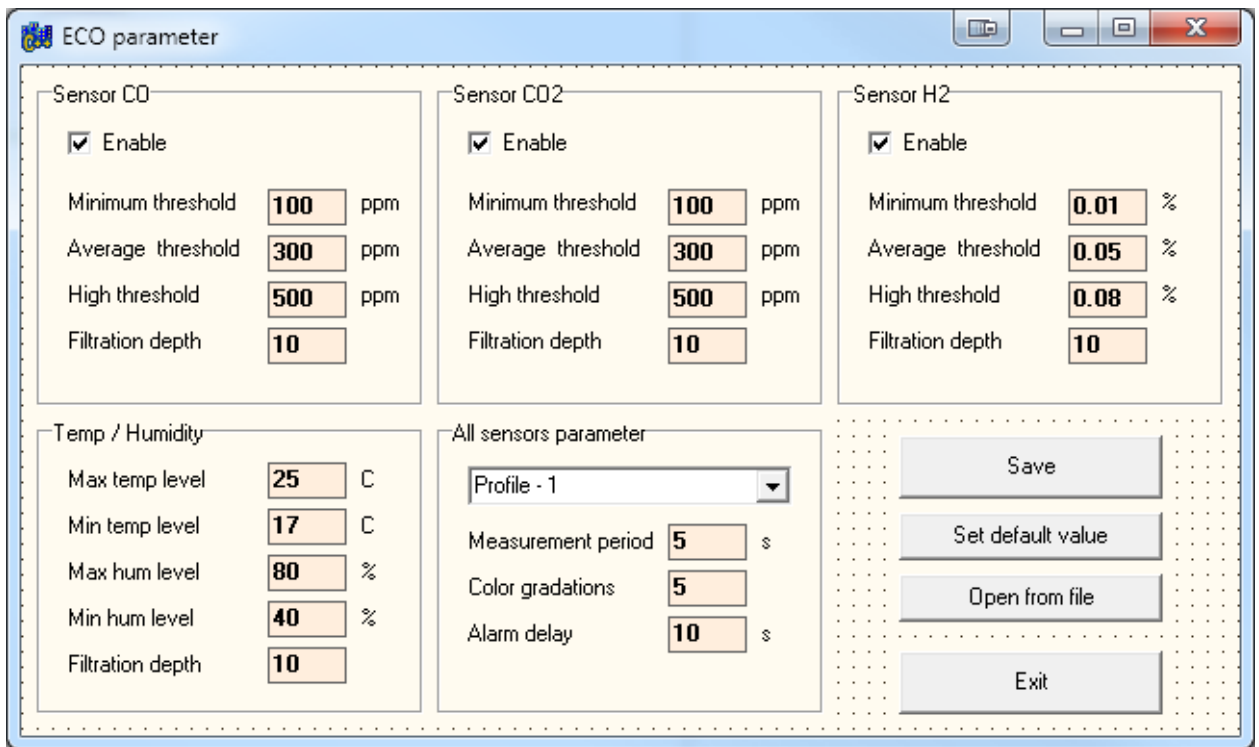 ECO parameter
Sensor CO
Enable
Minimum threshold 100 ppm
Average threshold 300 ppm
High threshold 500 ppm
Filtration depth 10
Sensor CO2
Enable
Minimum threshold 100 ppm
Average threshold 300 ppm
High threshold 500 ppm
Filtration depth 10
Sensor H2
Enable
Minimum threshold 0.01 %
Average threshold 0.05 %
High threshold 0.08 %
Filtration depth 10
Temp / Humidity
Max temp level 25 C
Min temp level 17 C
Max hum level 80 %
Min hum level 40 %
Filtration depth 10
All sensors parameter
Profile - 1
Measurement period 5 s
Color gradations 5
Alarm delay 10 s
Save
Set default value
Open from file
Exit